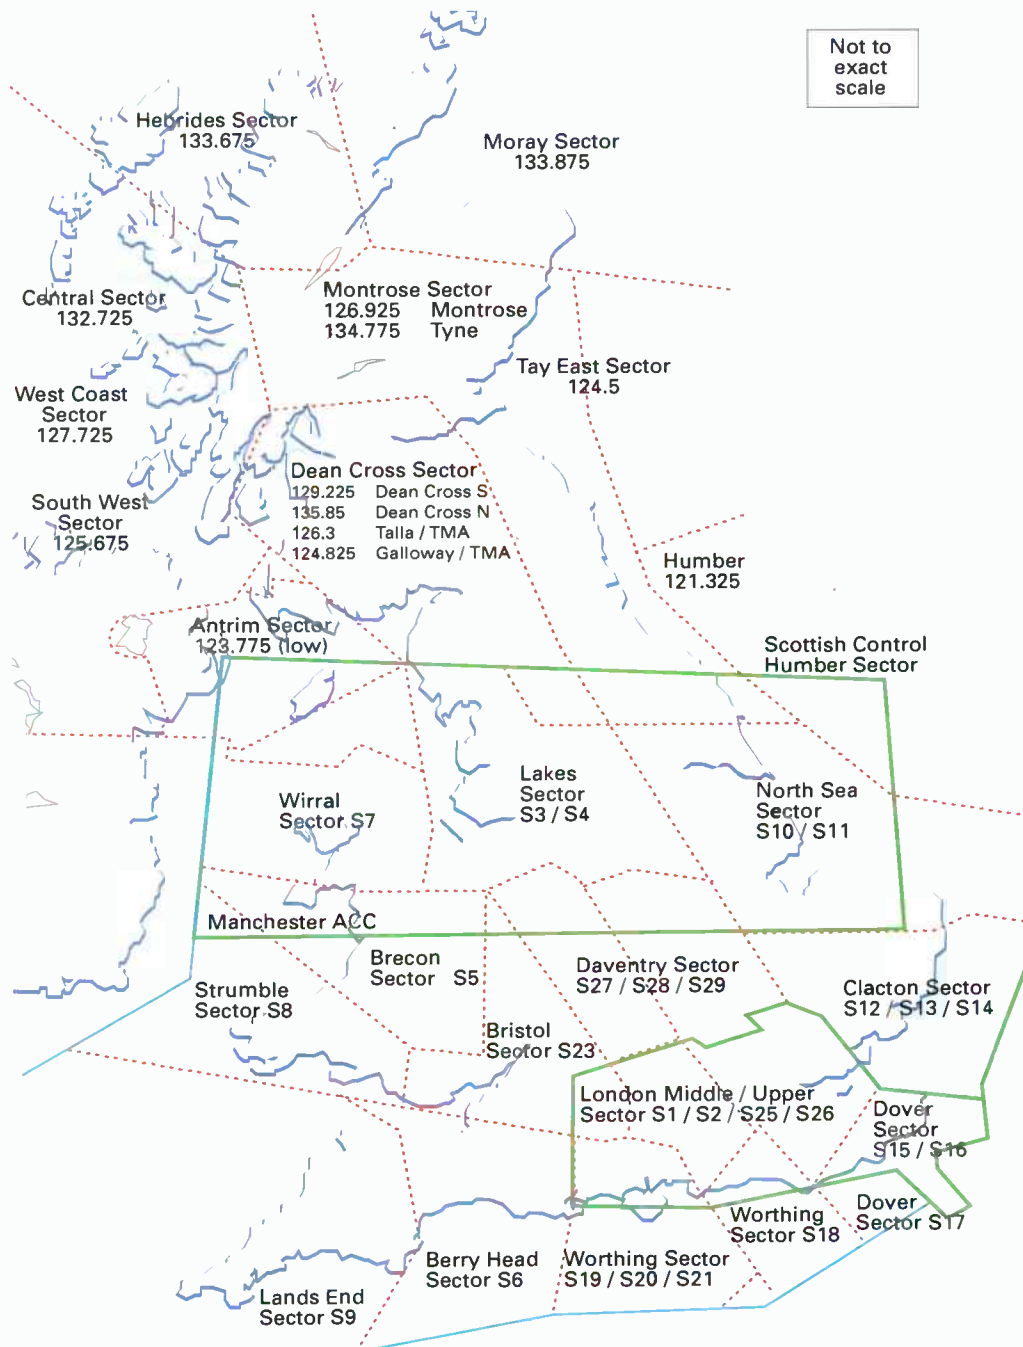 Not to
exact
scale
Hebrides Sector
133.675
Moray Sector
133.875
Central Sector
132.725
Montrose Sector
126.925 Montrose
134.775 Tyne
Tay East Sector
124.5
West Coast
Sector
127.725
Dean Cross Sector
129.225 Dean Cross S
135.85 Dean Cross N
126.3 Talla / TMA
124.825 Galloway / TMA
South West
Sector
125.675
Humber
121.325
Antrim Sector
123.775 (low)
Scottish Control
Humber Sector
Wirral
Sector S7
Lakes
Sector
S3 / S4
North Sea
Sector
S10 / S11
Manchester ACC
Brecon
Sector S5
Daventry Sector
S27 / S28 / S29
Strumble
Sector S8
Clacton Sector
S12 / S13 / S14
Bristol
Sector S23
London Middle / Upper
Sector S1 / S2 / S25 / S26
Dover
Sector
S15 / S16
Worthing
Sector S18
Dover
Sector S17
Berry Head
Sector S6
Worthing Sector
S19 / S20 / S21
Lands End
Sector S9